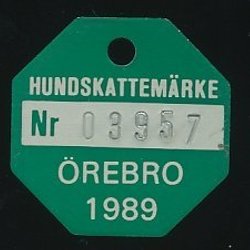 HUNDSKATTEMÄRKE
Nr 03957
ÖREBRO
1989